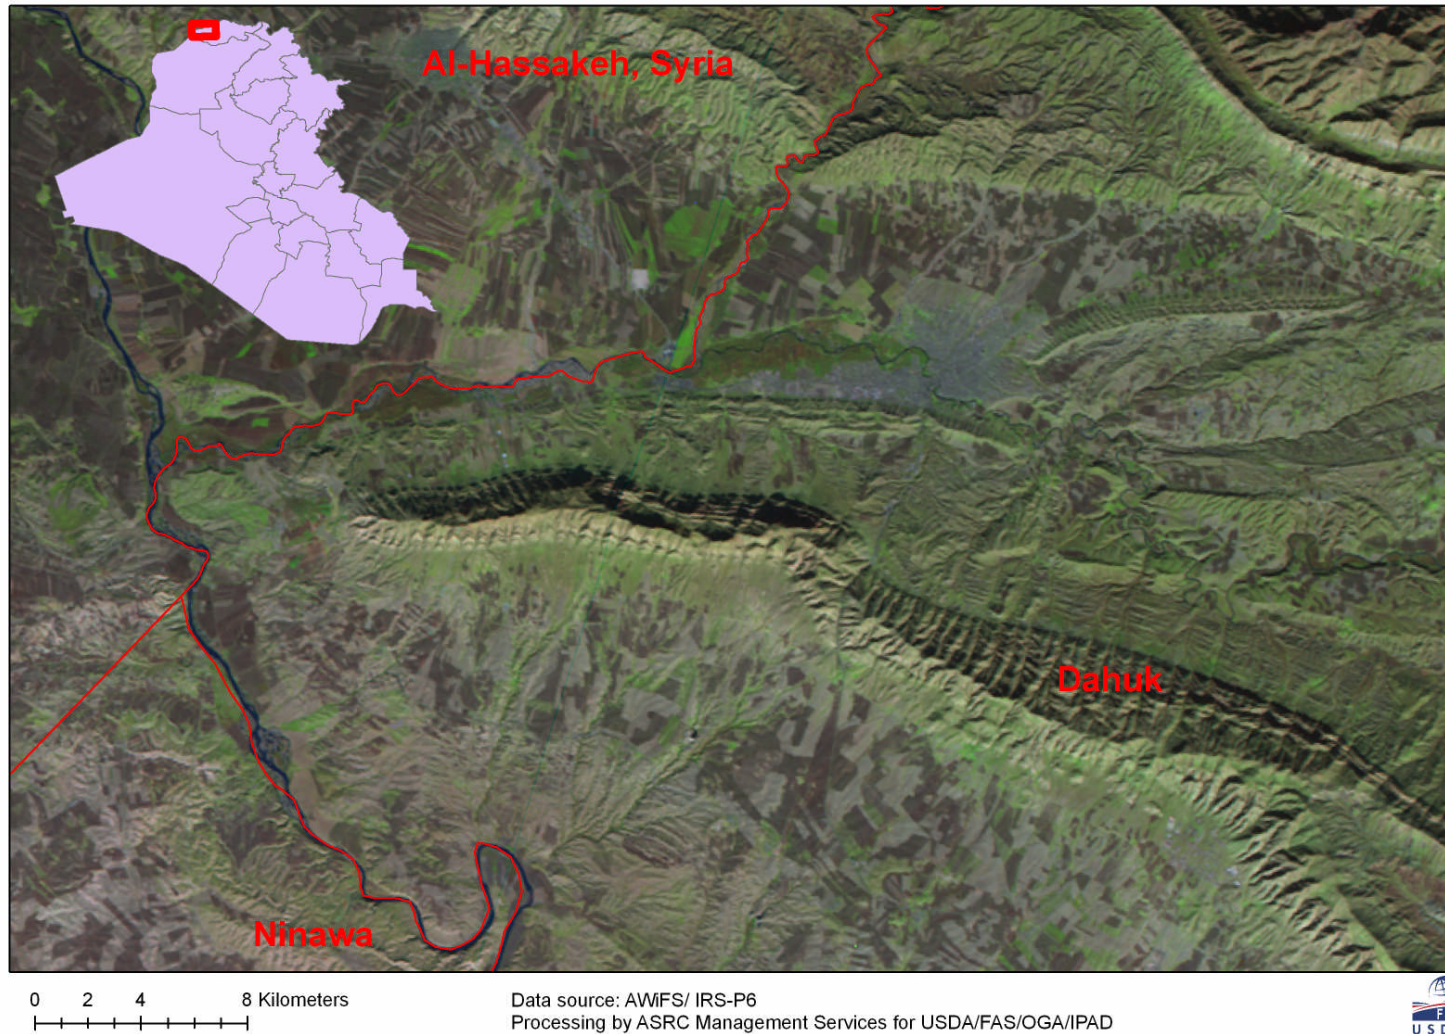 Al-Hassakeh, Syria
Dahuk
Ninawa
0 2 4 8 Kilometers
Data source: AWiFS/ IRS-P6
Processing by ASRC Management Services for USDA/FAS/OGA/IPAD